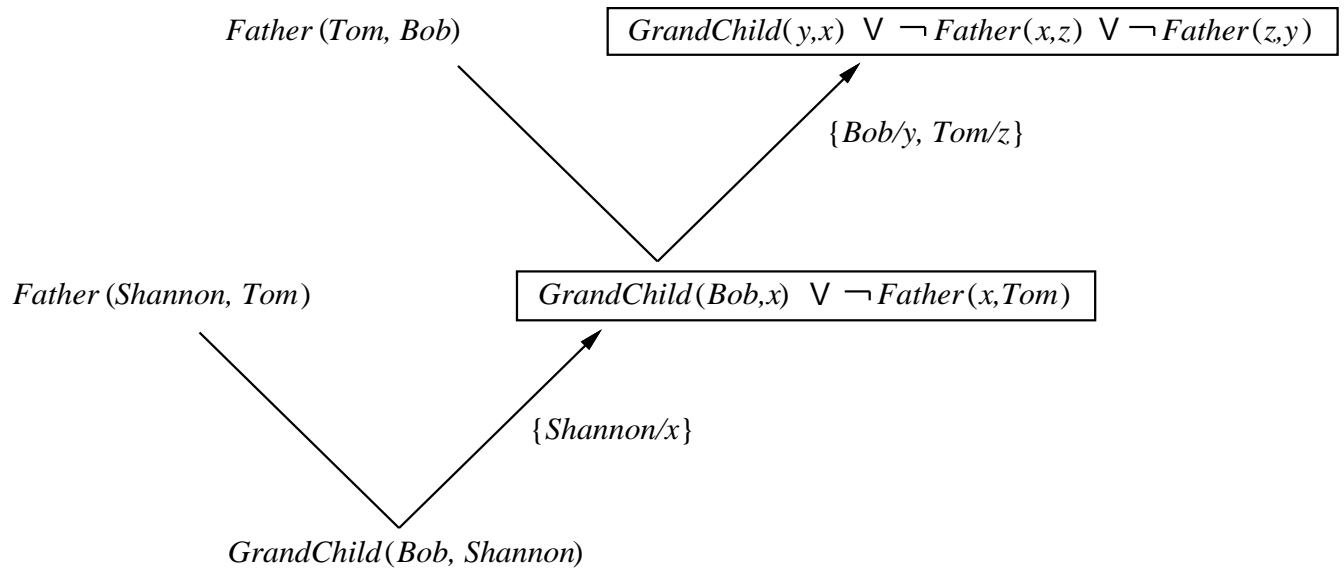 Father (Tom, Bob)
GrandChild(y,x) ∨ ¬ Father(x,z) ∨ ¬ Father(z,y)
{Bob/y, Tom/z}
Father (Shannon, Tom)
GrandChild(Bob,x) ∨ ¬ Father(x,Tom)
{Shannon/x}
GrandChild(Bob, Shannon)